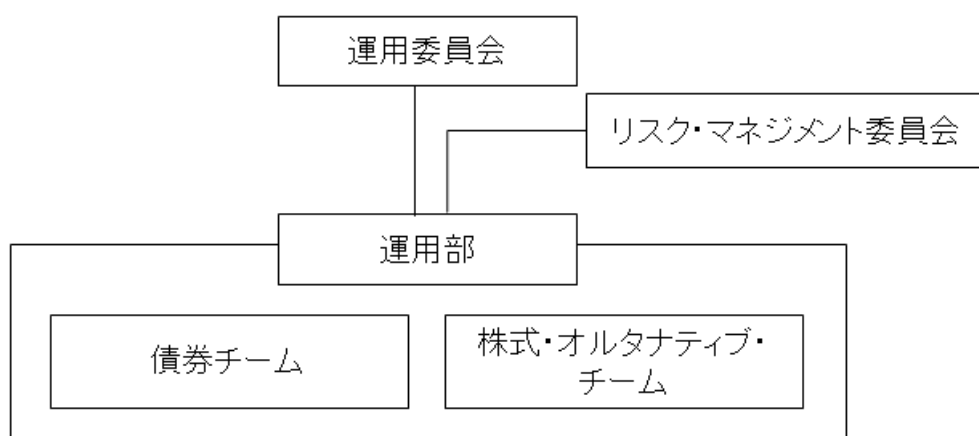 運用委員会
リスク・マネジメント委員会
運用部
債券チーム
株式・オルタナティブ・
チーム